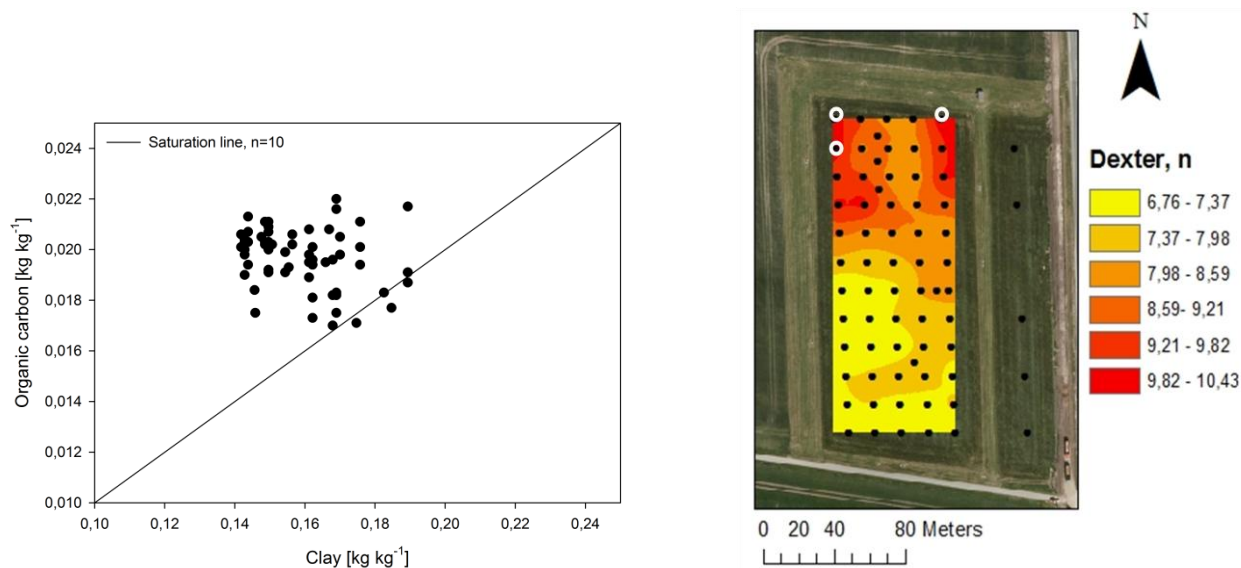 Saturation line, n=10
0,024
0,022
0,020
0,018
0,016
0,014
0,012
0,010
0,10
0,12
0,14
0,16
0,18
0,20
0,22
0,24
Organic carbon [kg kg⁻¹]
Clay [kg kg⁻¹]
N
Dexter, n
6,76 - 7,37
7,37 - 7,98
7,98 - 8,59
8,59- 9,21
9,21 - 9,82
9,82 - 10,43
0 20 40 80 Meters